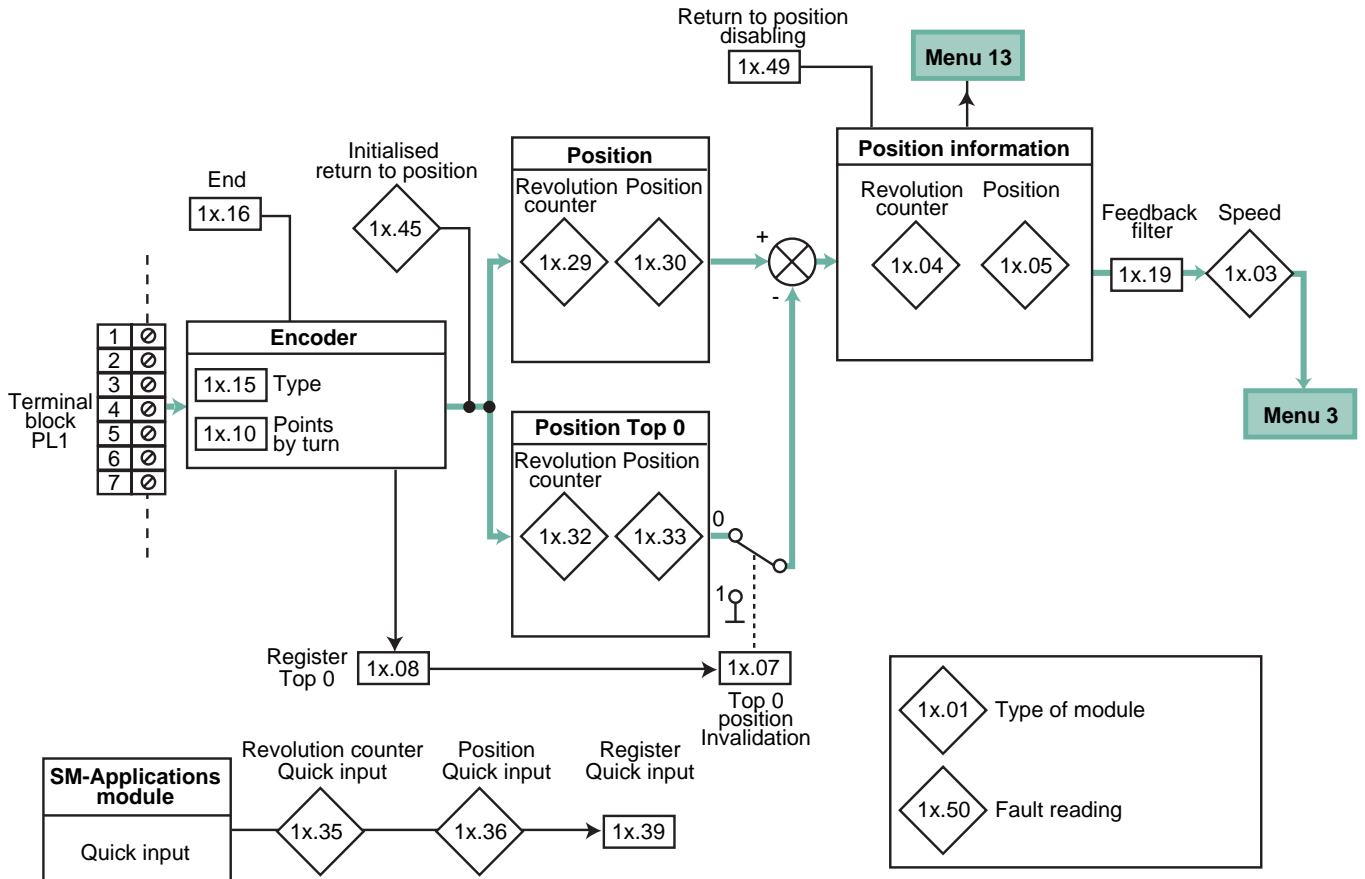 Return to position
disabling
1x.49
Menu 13
Initialised
return to position
1x.45
End
1x.16
Position
Revolution
counter
Position
1x.29
1x.30
+
-
Position information
Revolution
counter
Position
1x.04
1x.05
Feedback
filter
1x.19
Speed
1x.03
Menu 3
Terminal
block
PL1
1
2
3
4
5
6
7
Encoder
1x.15
Type
1x.10
Points
by turn
Position Top 0
Revolution
counter
Position
1x.32
1x.33
0
1
Register
Top 0
1x.08
1x.07
Top 0
position
Invalidation
SM-Applications
module
Quick input
Revolution counter
Quick input
1x.35
Position
Quick input
1x.36
Register
Quick input
1x.39
1x.01
Type of module
1x.50
Fault reading